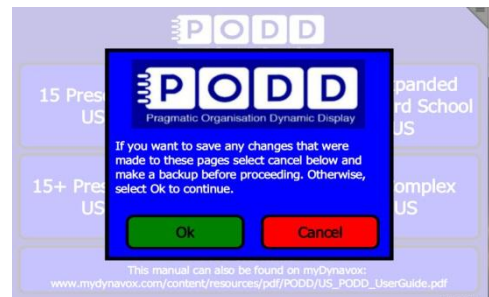 PODD
15 Pres
US
panded
rd School
US
PODD
Pragmatic Organisation Dynamic Display
If you want to save any changes that were
made to these pages select cancel below and
make a backup before proceeding. Otherwise,
select Ok to continue.
Ok
Cancel
15+ Pres
US
omplex
US
This manual can also be found on myDynavox:
www.mydynavox.com/content/resources/pdf/PODD/US_PODD_UserGuide.pdf